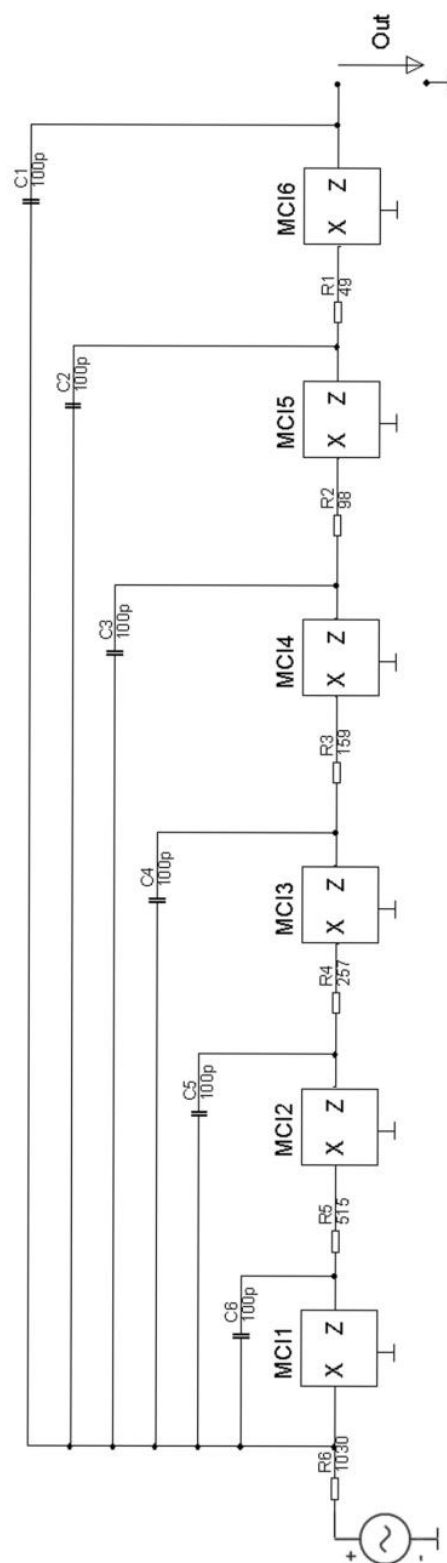 C1
100p
C2
100p
C3
100p
C4
100p
C5
100p
C6
100p
R6
1030
MCI1
X Z
R5
515
MCI2
X Z
R4
257
MCI3
X Z
R3
159
MCI4
X Z
R2
98
MCI5
X Z
R1
49
MCI6
X Z
Out
+
-